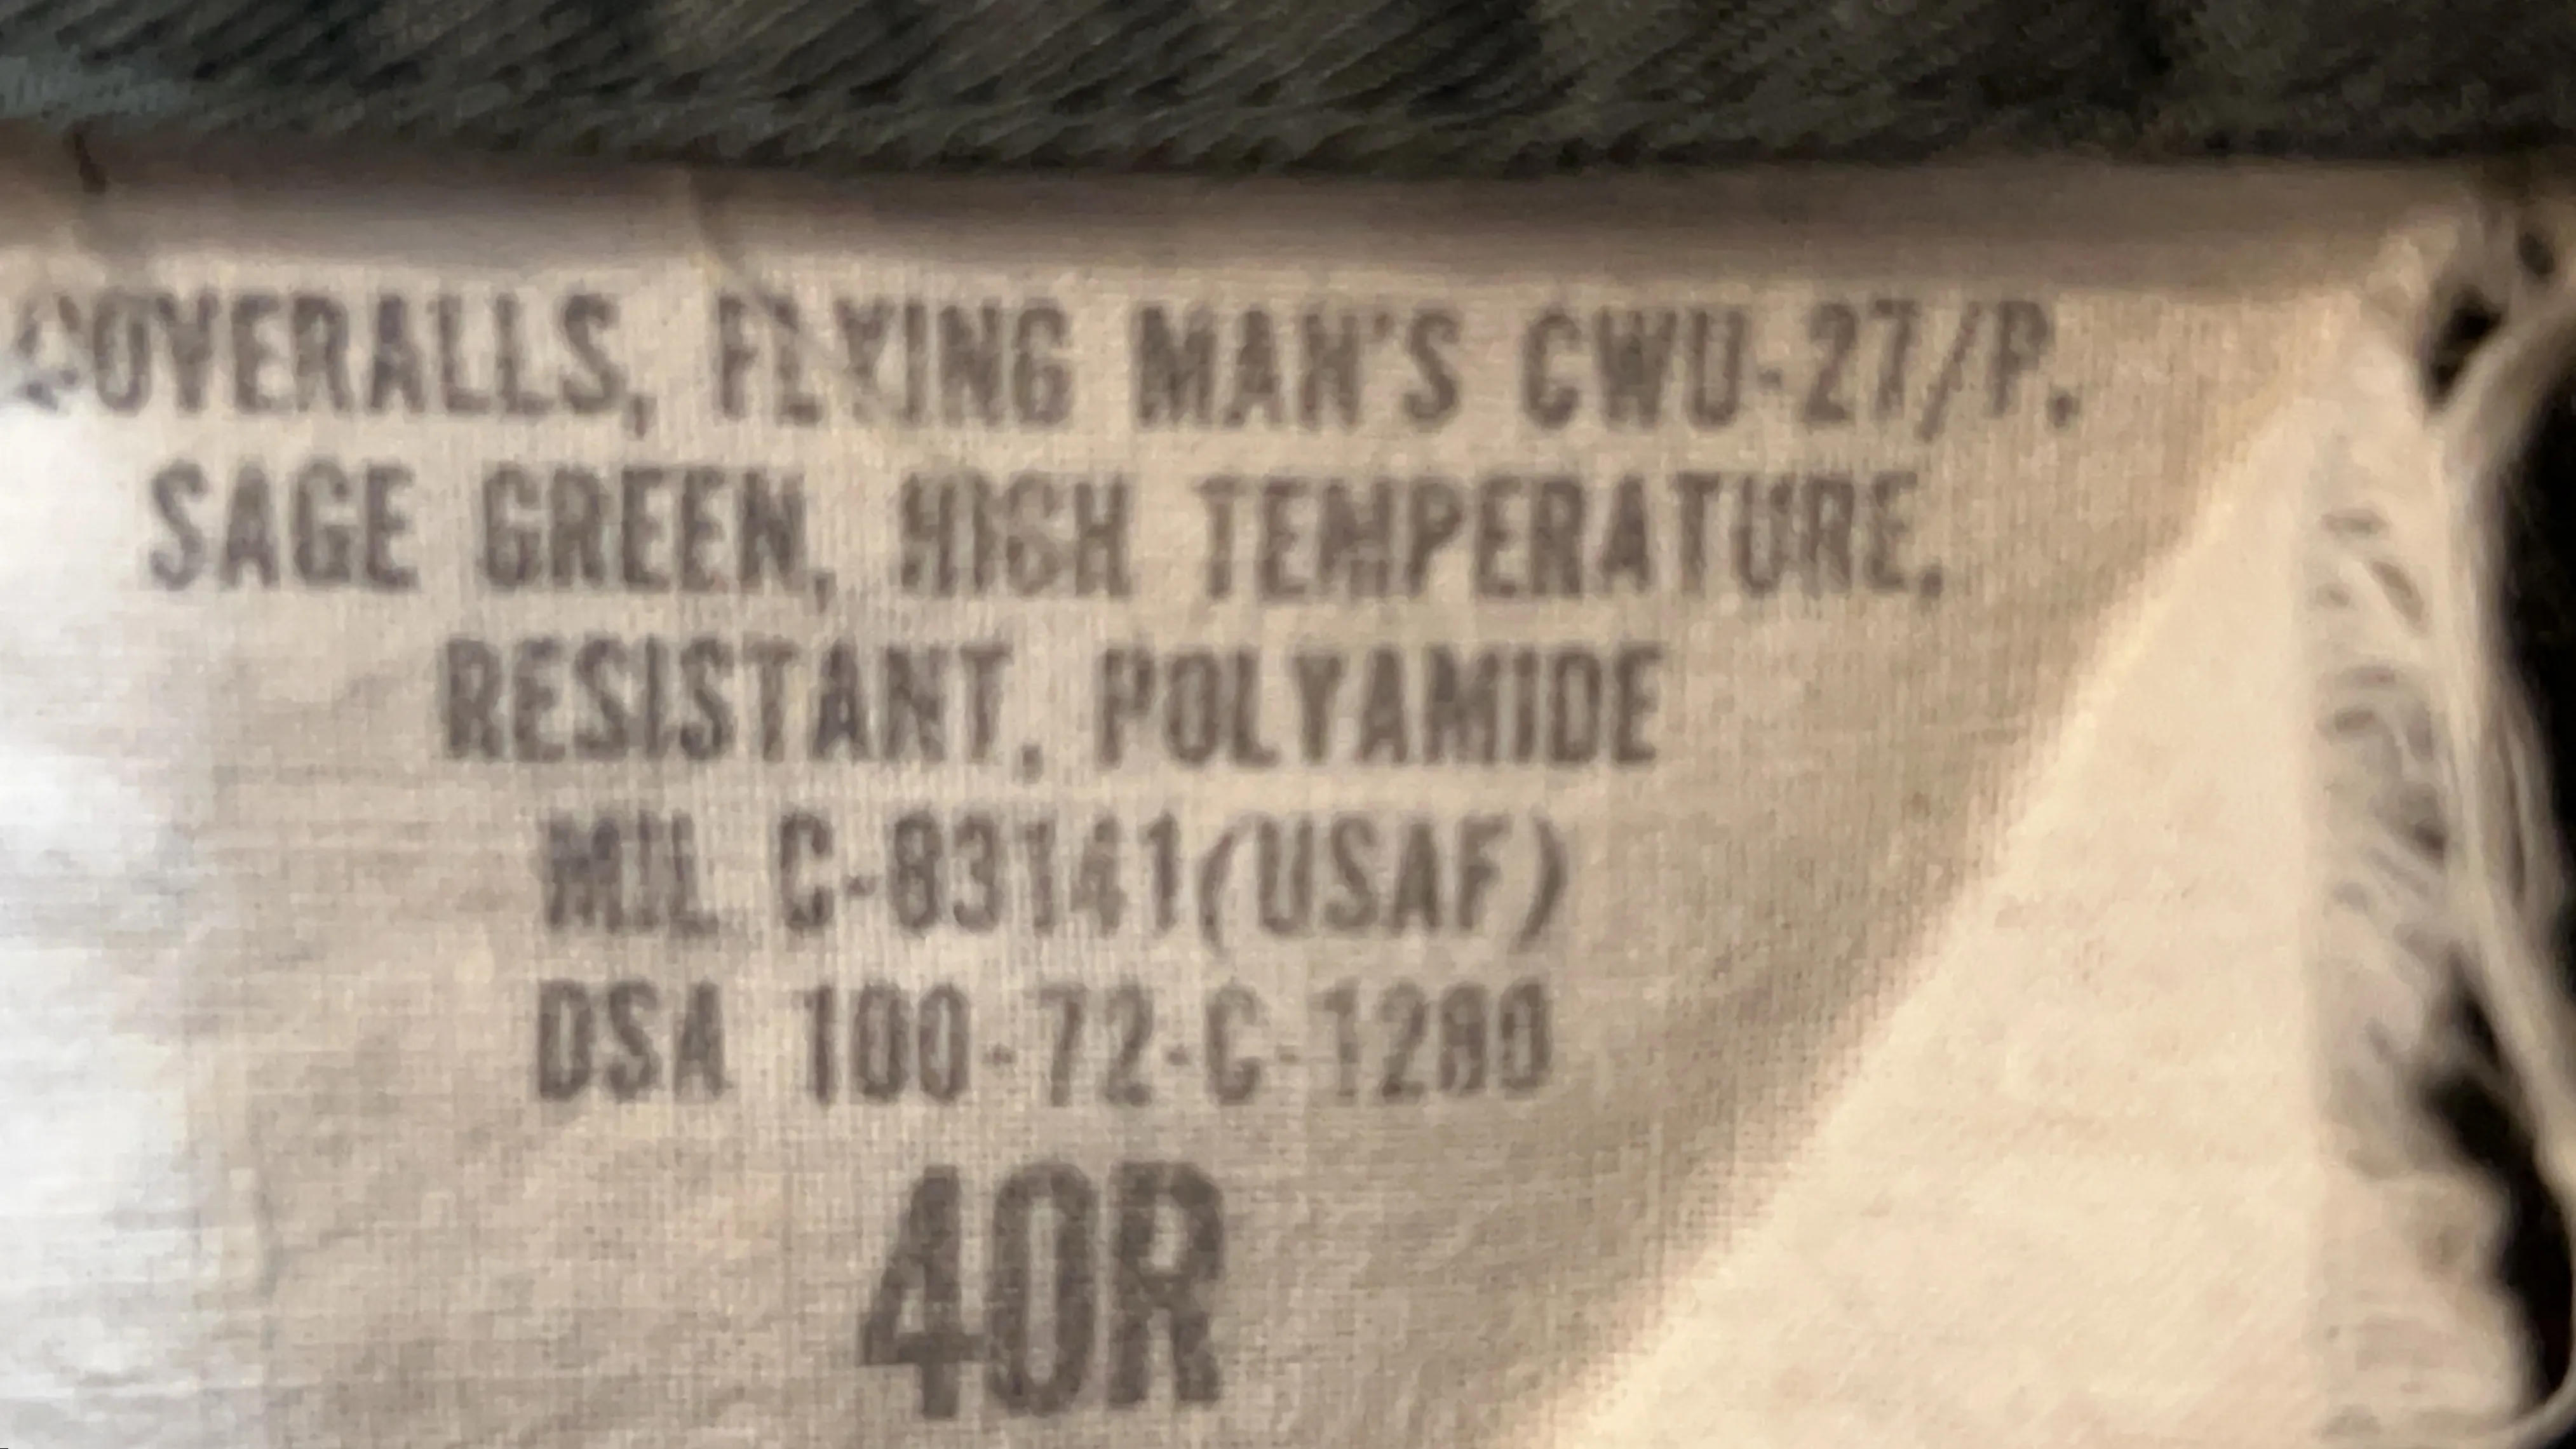 COVERALLS, FLYING MAN'S CWU-27/P.
SAGE GREEN, HIGH TEMPERATURE,
RESISTANT, POLYAMIDE
MIL C-83141(USAF)
DSA 100-72-C-1280
40R